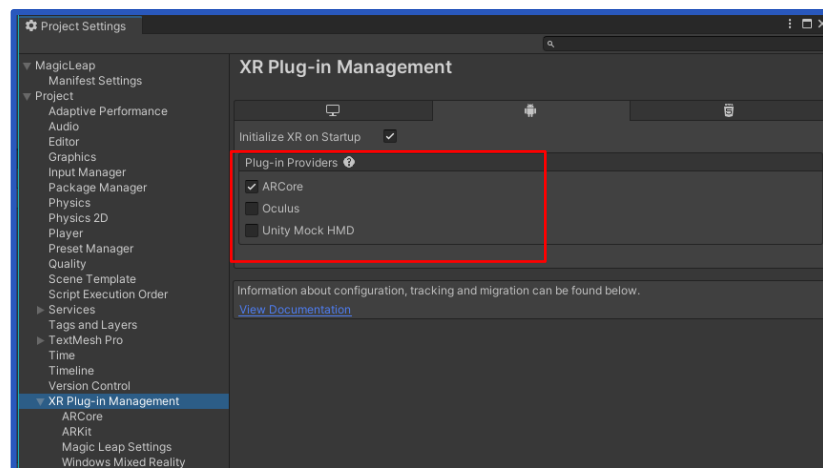 Project Settings
MagicLeap
Manifest Settings
Project
Adaptive Performance
Audio
Editor
Graphics
Input Manager
Package Manager
Physics
Physics 2D
Player
Preset Manager
Quality
Scene Template
Script Execution Order
Services
Tags and Layers
TextMesh Pro
Time
Timeline
Version Control
XR Plug-in Management
ARCore
ARKit
Magic Leap Settings
Windows Mixed Reality
XR Plug-in Management
Initialize XR on Startup
Plug-in Providers
ARCore
Oculus
Unity Mock HMD
Information about configuration, tracking and migration can be found below.
View Documentation